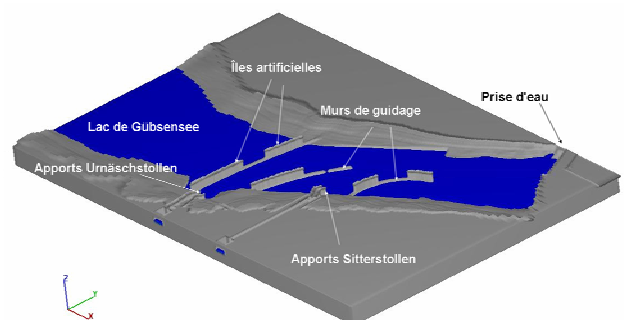 Îles artificielles
Murs de guidage
Prise d'eau
Lac de Gübsensee
Apports Urnäschstollen
Apports Sitterstollen
Z
Y
X